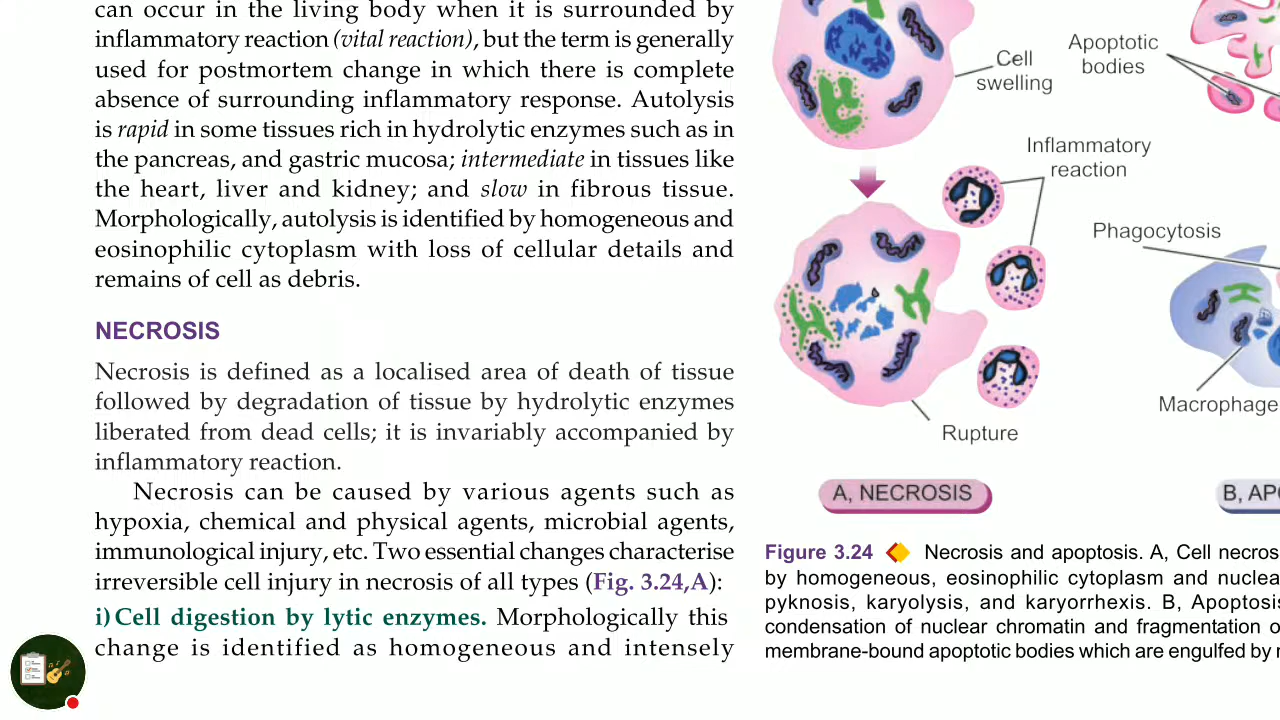 can occur in the living body when it is surrounded by
inflammatory reaction (vital reaction), but the term is generally
used for postmortem change in which there is complete
absence of surrounding inflammatory response. Autolysis
is rapid in some tissues rich in hydrolytic enzymes such as in
the pancreas, and gastric mucosa; intermediate in tissues like
the heart, liver and kidney; and slow in fibrous tissue.
Morphologically, autolysis is identified by homogeneous and
eosinophilic cytoplasm with loss of cellular details and
remains of cell as debris.
NECROSIS
Necrosis is defined as a localised area of death of tissue
followed by degradation of tissue by hydrolytic enzymes
liberated from dead cells; it is invariably accompanied by
inflammatory reaction.
Necrosis can be caused by various agents such as
hypoxia, chemical and physical agents, microbial agents,
immunological injury, etc. Two essential changes characterise
irreversible cell injury in necrosis of all types (Fig. 3.24,A):
i) Cell digestion by lytic enzymes. Morphologically this
change is identified as homogeneous and intensely
Cell
swelling
Apoptotic
bodies
Inflammatory
reaction
Phagocytosis
Macrophage
Rupture
A, NECROSIS
B, APO
Figure 3.24 Necrosis and apoptosis. A, Cell necros
by homogeneous, eosinophilic cytoplasm and nuclea
pyknosis, karyolysis, and karyorrhexis. B, Apoptosis
condensation of nuclear chromatin and fragmentation o
membrane-bound apoptotic bodies which are engulfed by